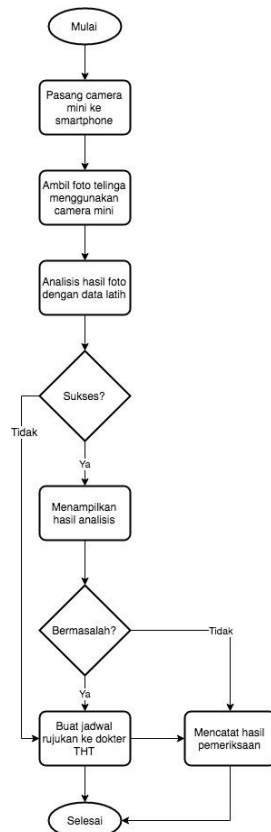 Mulai
Pasang camera
mini ke
smartphone
Ambil foto telinga
menggunakan
camera mini
Analisis hasil foto
dengan data latih
Sukses?
Tidak
Ya
Menampilkan
hasil analisis
Bermasalah?
Tidak
Ya
Buat jadwal
rujukan ke dokter
THT
Mencatat hasil
pemeriksaan
Selesai